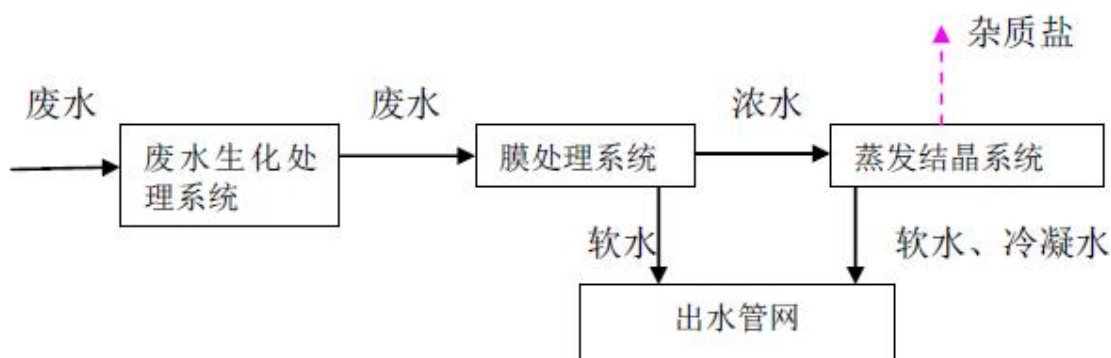 杂质盐
废水
废水
浓水
废水生化处
理系统
膜处理系统
蒸发结晶系统
软水
软水、冷凝水
出水管网